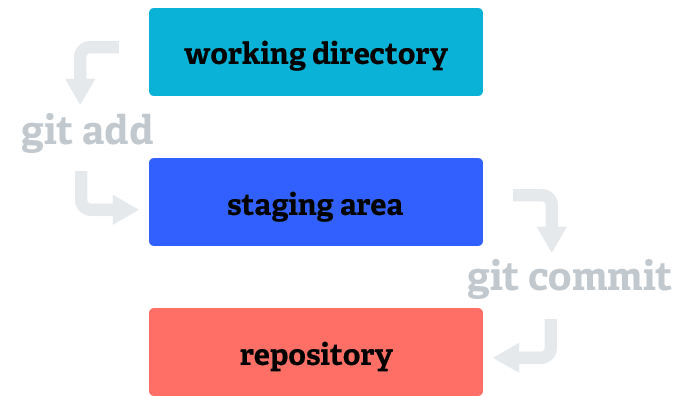 working directory
git add
staging area
git commit
repository